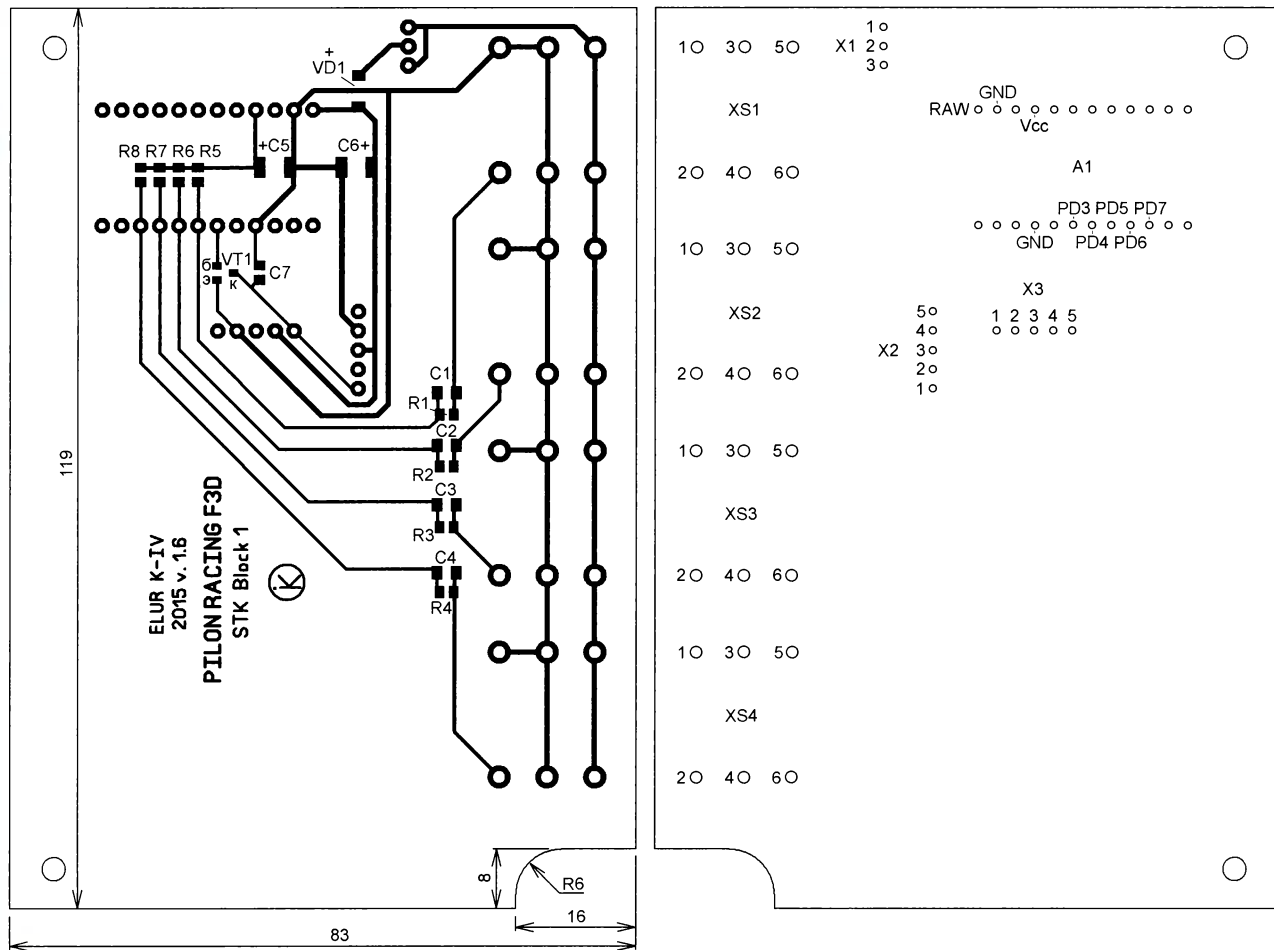 +
VD1
+C5
C6+
R8 R7 R6 R5
б
э
VT1
к
C7
C1
R1
C2
R2
C3
R3
C4
R4
ELUR K-IV
2015 v. 1.6
PILON RACING F3D
STK Block 1
iK
119
8
R6
16
83
1 3 5
X1
1
2
3
XS1
GND
RAW
Vcc
2 4 6
A1
PD3 PD5 PD7
GND PD4 PD6
1 3 5
XS2
X3
1 2 3 4 5
X2
5
4
3
2
1
2 4 6
1 3 5
XS3
2 4 6
1 3 5
XS4
2 4 6